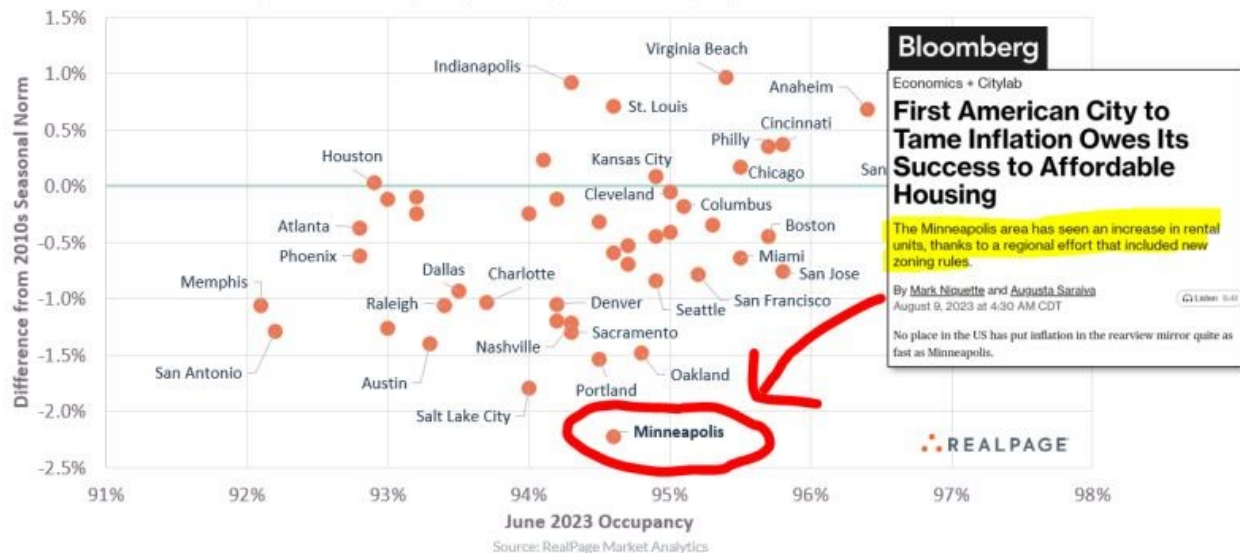 1.5%
1.0%
0.5%
0.0%
-0.5%
-1.0%
-1.5%
-2.0%
-2.5%
Difference from 2010s Seasonal Norm
Virginia Beach
Indianapolis
Anaheim
St. Louis
Cincinnati
Philly
Houston
Kansas City
Chicago
San
Cleveland
Columbus
Atlanta
Boston
Phoenix
Miami
Memphis
Dallas
Charlotte
San Jose
Raleigh
Denver
San Francisco
Seattle
Sacramento
Nashville
San Antonio
Austin
Oakland
Portland
Salt Lake City
Minneapolis
REALPAGE
91%
92%
93%
94%
95%
96%
97%
98%
June 2023 Occupancy
Source: RealPage Market Analytics
Bloomberg
Economics + Citylab
First American City to
Tame Inflation Owes Its
Success to Affordable
Housing
The Minneapolis area has seen an increase in rental
units, thanks to a regional effort that included new
zoning rules.
By Mark Niquette and Augusta Saraiva
August 9, 2023 at 4:30 AM CDT
Listen
No place in the US has put inflation in the rearview mirror quite as
fast as Minneapolis.